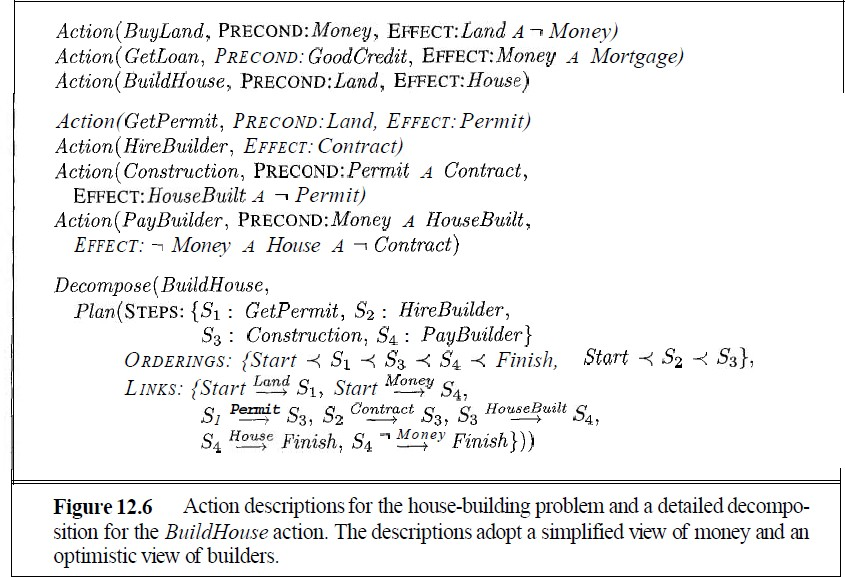 Action(BuyLand, PRECOND:Money, EFFECT:Land A ¬ Money)
Action(GetLoan, PRECOND:GoodCredit, EFFECT:Money A Mortgage)
Action(BuildHouse, PRECOND:Land, EFFECT:House)
Action(GetPermit, PRECOND:Land, EFFECT:Permit)
Action(HireBuilder, EFFECT:Contract)
Action(Construction, PRECOND:Permit A Contract,
EFFECT:HouseBuilt A ¬ Permit)
Action(PayBuilder, PRECOND:Money A HouseBuilt,
EFFECT: ¬ Money A House A ¬ Contract)
Decompose(BuildHouse,
Plan(STEPS: {S1 : GetPermit, S2 : HireBuilder,
S3 : Construction, S4 : PayBuilder}
ORDERINGS: {Start ≺ S1 ≺ S3 ≺ S4 ≺ Finish, Start ≺ S2 ≺ S3},
LINKS: {Start —Land→ S1, Start —Money→ S4,
S1 —Permit→ S3, S2 —Contract→ S3, S3 —HouseBuilt→ S4,
S4 —House→ Finish, S4 —¬ Money→ Finish}))
Figure 12.6 Action descriptions for the house-building problem and a detailed decompo-
sition for the BuildHouse action. The descriptions adopt a simplified view of money and an
optimistic view of builders.